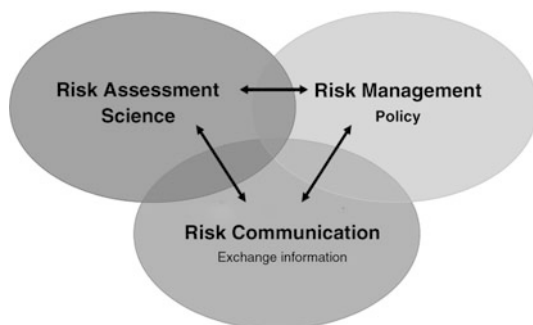 Risk Assessment
Science
Risk Management
Policy
Risk Communication
Exchange information